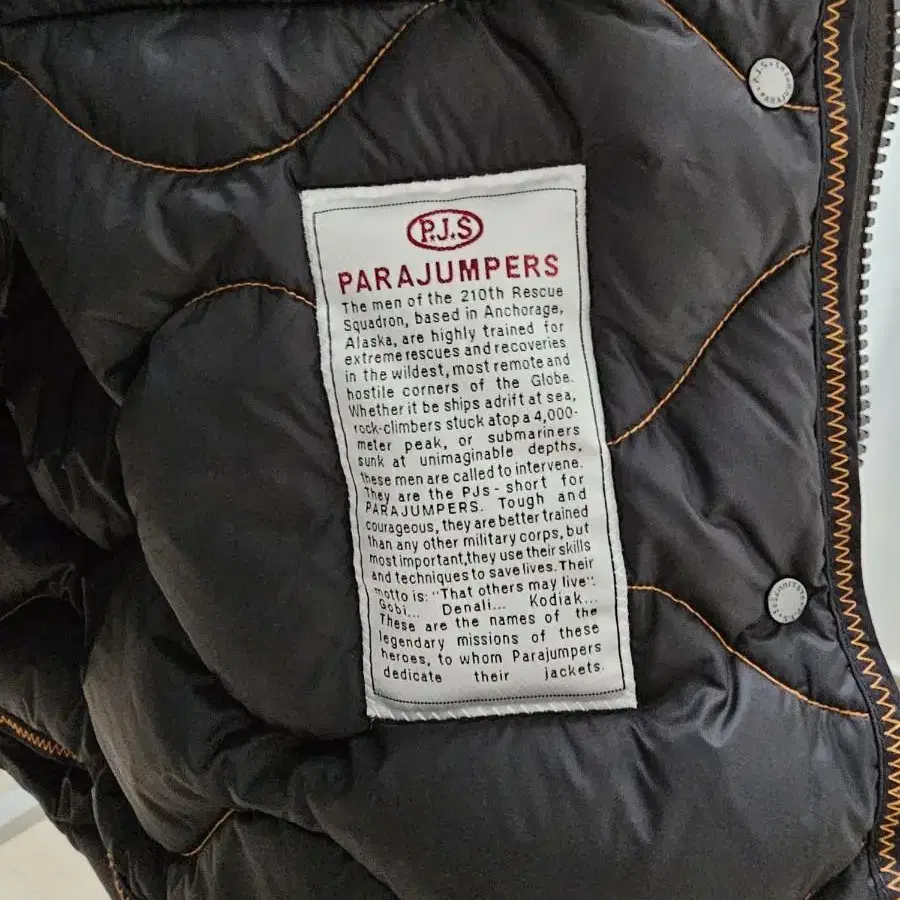 P.J.S
PARAJUMPERS
The men of the 210th Rescue
Squadron, based in Anchorage,
Alaska, are highly trained for
extreme rescues and recoveries
in the wildest, most remote and
hostile corners of the Globe.
Whether it be ships adrift at sea,
rock-climbers stuck atop a 4,000-
meter peak, or submariners
sunk at unimaginable depths,
these men are called to intervene.
They are the PJs - short for
PARAJUMPERS. Tough and
courageous, they are better trained
than any other military corps, but
most important, they use their skills
and techniques to save lives. Their
motto is: "That others may live".
Gobi... Denali... Kodiak...
These are the names of the
legendary missions of these
heroes, to whom Parajumpers
dedicate their jackets.
P.J.S.